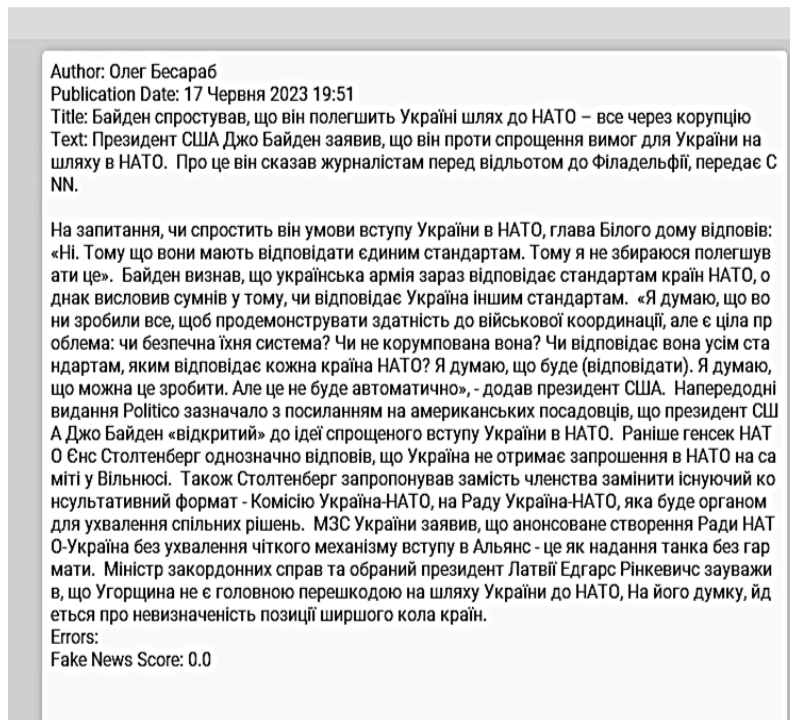 Author: Олег Бесараб
Publication Date: 17 Червня 2023 19:51
Title: Байден спростував, що він полегшить Україні шлях до НАТО – все через корупцію
Text: Президент США Джо Байден заявив, що він проти спрощення вимог для України на
шляху в НАТО.  Про це він сказав журналістам перед відльотом до Філадельфії, передає C
NN.
На запитання, чи спростить він умови вступу України в НАТО, глава Білого дому відповів:
«Ні. Тому що вони мають відповідати єдиним стандартам. Тому я не збираюся полегшув
ати це».  Байден визнав, що українська армія зараз відповідає стандартам країн НАТО, о
днак висловив сумнів у тому, чи відповідає Україна іншим стандартам.  «Я думаю, що во
ни зробили все, щоб продемонструвати здатність до військової координації, але є ціла пр
облема: чи безпечна їхня система? Чи не корумпована вона? Чи відповідає вона усім ста
ндартам, яким відповідає кожна країна НАТО? Я думаю, що буде (відповідати). Я думаю,
що можна це зробити. Але це не буде автоматично», - додав президент США.  Напередодні
видання Politico зазначало з посиланням на американських посадовців, що президент СШ
А Джо Байден «відкритий» до ідеї спрощеного вступу України в НАТО.  Раніше генсек НАТ
О Єнс Столтенберг однозначно відповів, що Україна не отримає запрошення в НАТО на са
міті у Вільнюсі.  Також Столтенберг запропонував замість членства замінити існуючий ко
нсультативний формат - Комісію Україна-НАТО, на Раду Україна-НАТО, яка буде органом
для ухвалення спільних рішень.  МЗС України заявив, що анонсоване створення Ради НАТ
О-Україна без ухвалення чіткого механізму вступу в Альянс - це як надання танка без гар
мати.  Міністр закордонних справ та обраний президент Латвії Едгарс Рінкевичс зауважи
в, що Угорщина не є головною перешкодою на шляху України до НАТО, На його думку, йд
еться про невизначеність позиції ширшого кола країн.
Errors:
Fake News Score: 0.0